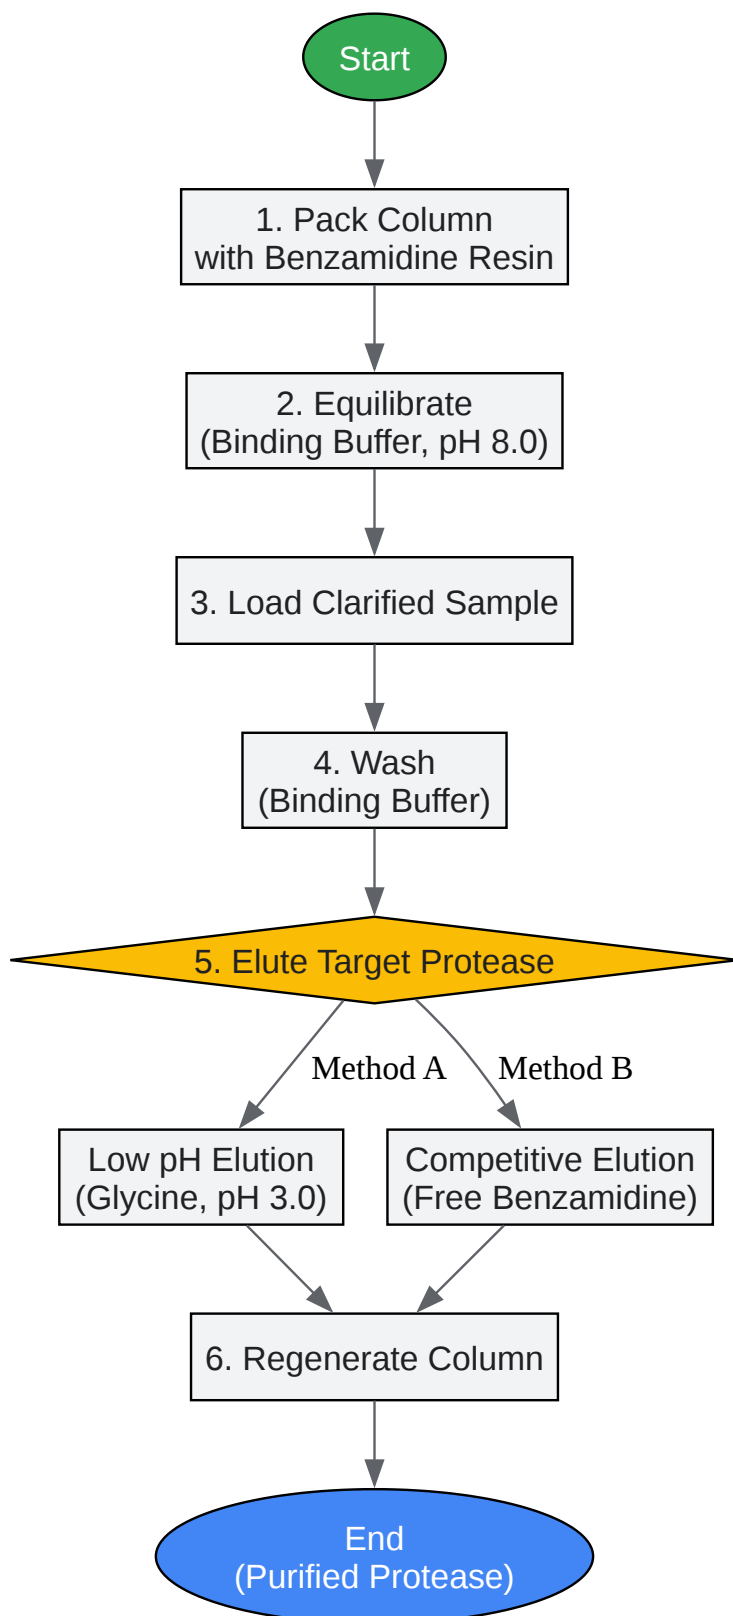 Start
1. Pack Column
with Benzamidine Resin
2. Equilibrate
(Binding Buffer, pH 8.0)
3. Load Clarified Sample
4. Wash
(Binding Buffer)
5. Elute Target Protease
Method A
Method B
Low pH Elution
(Glycine, pH 3.0)
Competitive Elution
(Free Benzamidine)
6. Regenerate Column
End
(Purified Protease)